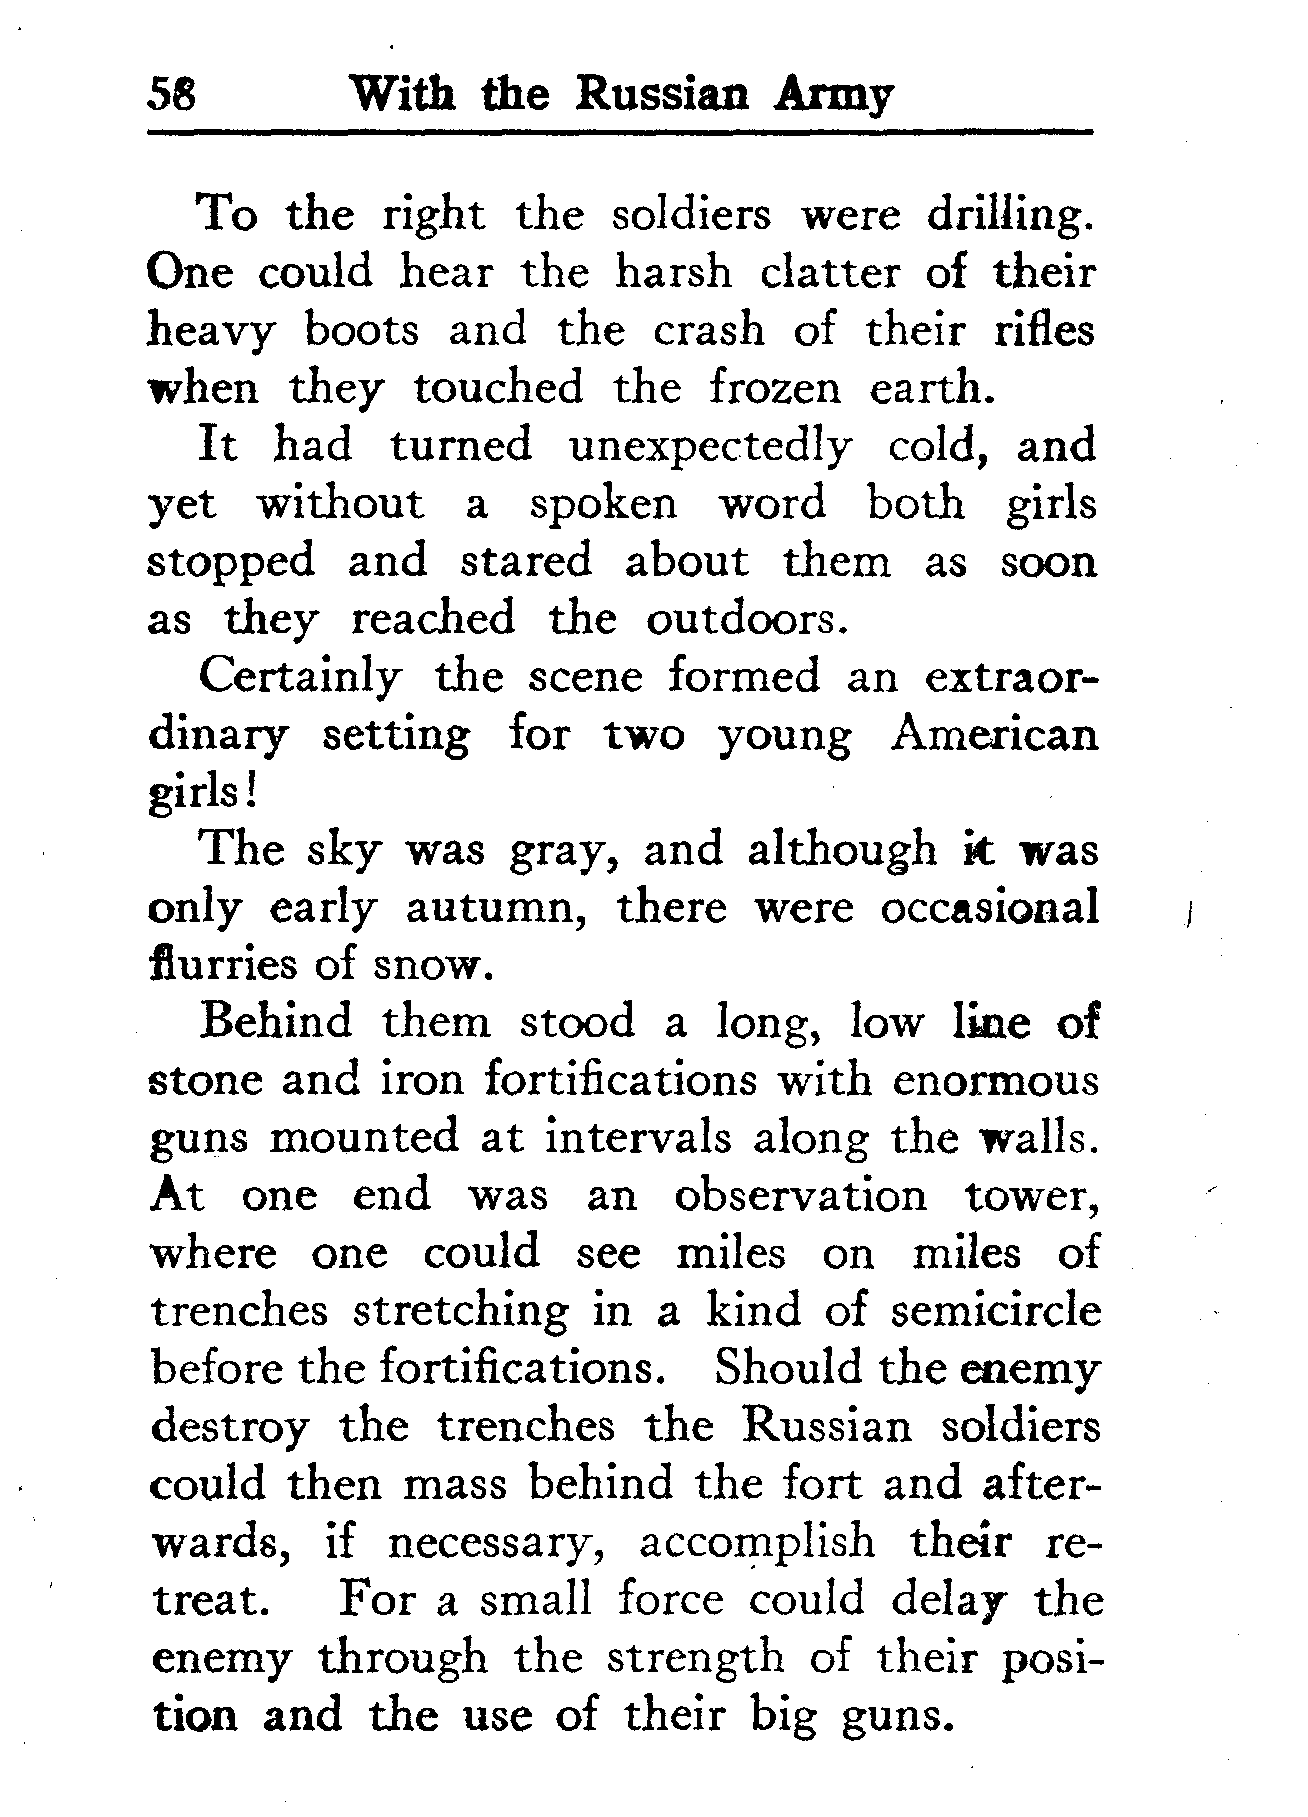 58 With the Russian Army
To the right the soldiers were drilling.
One could hear the harsh clatter of their
heavy boots and the crash of their rifles
when they touched the frozen earth.
It had turned unexpectedly cold, and
yet without a spoken word both girls
stopped and stared about them as soon
as they reached the outdoors.
Certainly the scene formed an extraor-
dinary setting for two young American
girls!
The sky was gray, and although it was
only early autumn, there were occasional
flurries of snow.
Behind them stood a long, low line of
stone and iron fortifications with enormous
guns mounted at intervals along the walls.
At one end was an observation tower,
where one could see miles on miles of
trenches stretching in a kind of semicircle
before the fortifications. Should the enemy
destroy the trenches the Russian soldiers
could then mass behind the fort and after-
wards, if necessary, accomplish their re-
treat. For a small force could delay the
enemy through the strength of their posi-
tion and the use of their big guns.